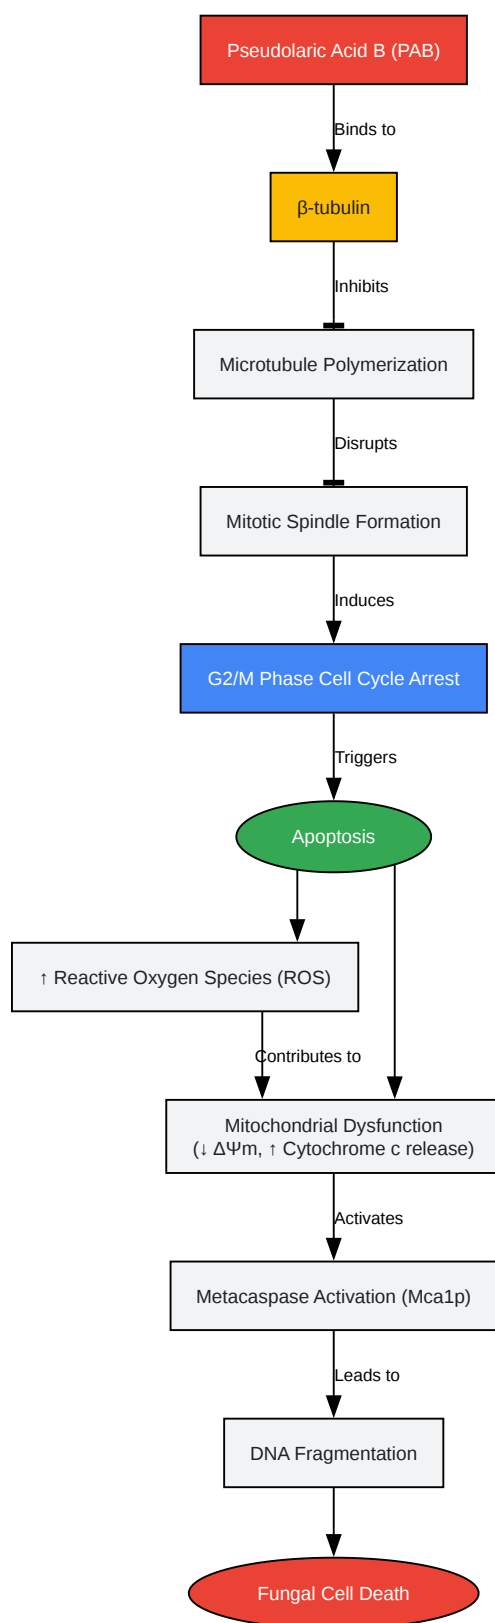 Pseudolaric Acid B (PAB)
Binds to
β-tubulin
Inhibits
Microtubule Polymerization
Disrupts
Mitotic Spindle Formation
Induces
G2/M Phase Cell Cycle Arrest
Triggers
Apoptosis
↑ Reactive Oxygen Species (ROS)
Contributes to
Mitochondrial Dysfunction
(↓ ΔΨm, ↑ Cytochrome c release)
Activates
Metacaspase Activation (Mca1p)
Leads to
DNA Fragmentation
Fungal Cell Death